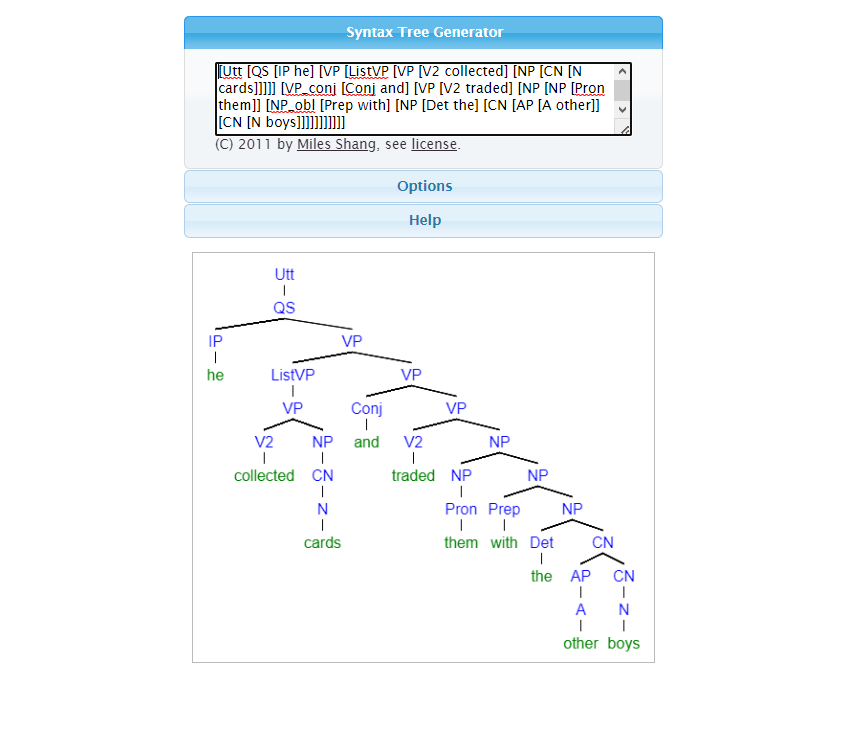 Syntax Tree Generator
[Utt [QS [IP he] [VP [ListVP [VP [V2 collected] [NP [CN [N
cards]]]]] [VP_conj [Conj and] [VP [V2 traded] [NP [NP [Pron
them]] [NP_obl [Prep with] [NP [Det the] [CN [AP [A other]]
[CN [N boys]]]]]]]]]]]
(C) 2011 by Miles Shang, see license.
Options
Help
Utt
QS
IP VP
he ListVP VP
VP Conj VP
V2 NP and V2 NP
collected CN traded NP NP
N Pron Prep NP
cards them with Det CN
the AP CN
A N
other boys